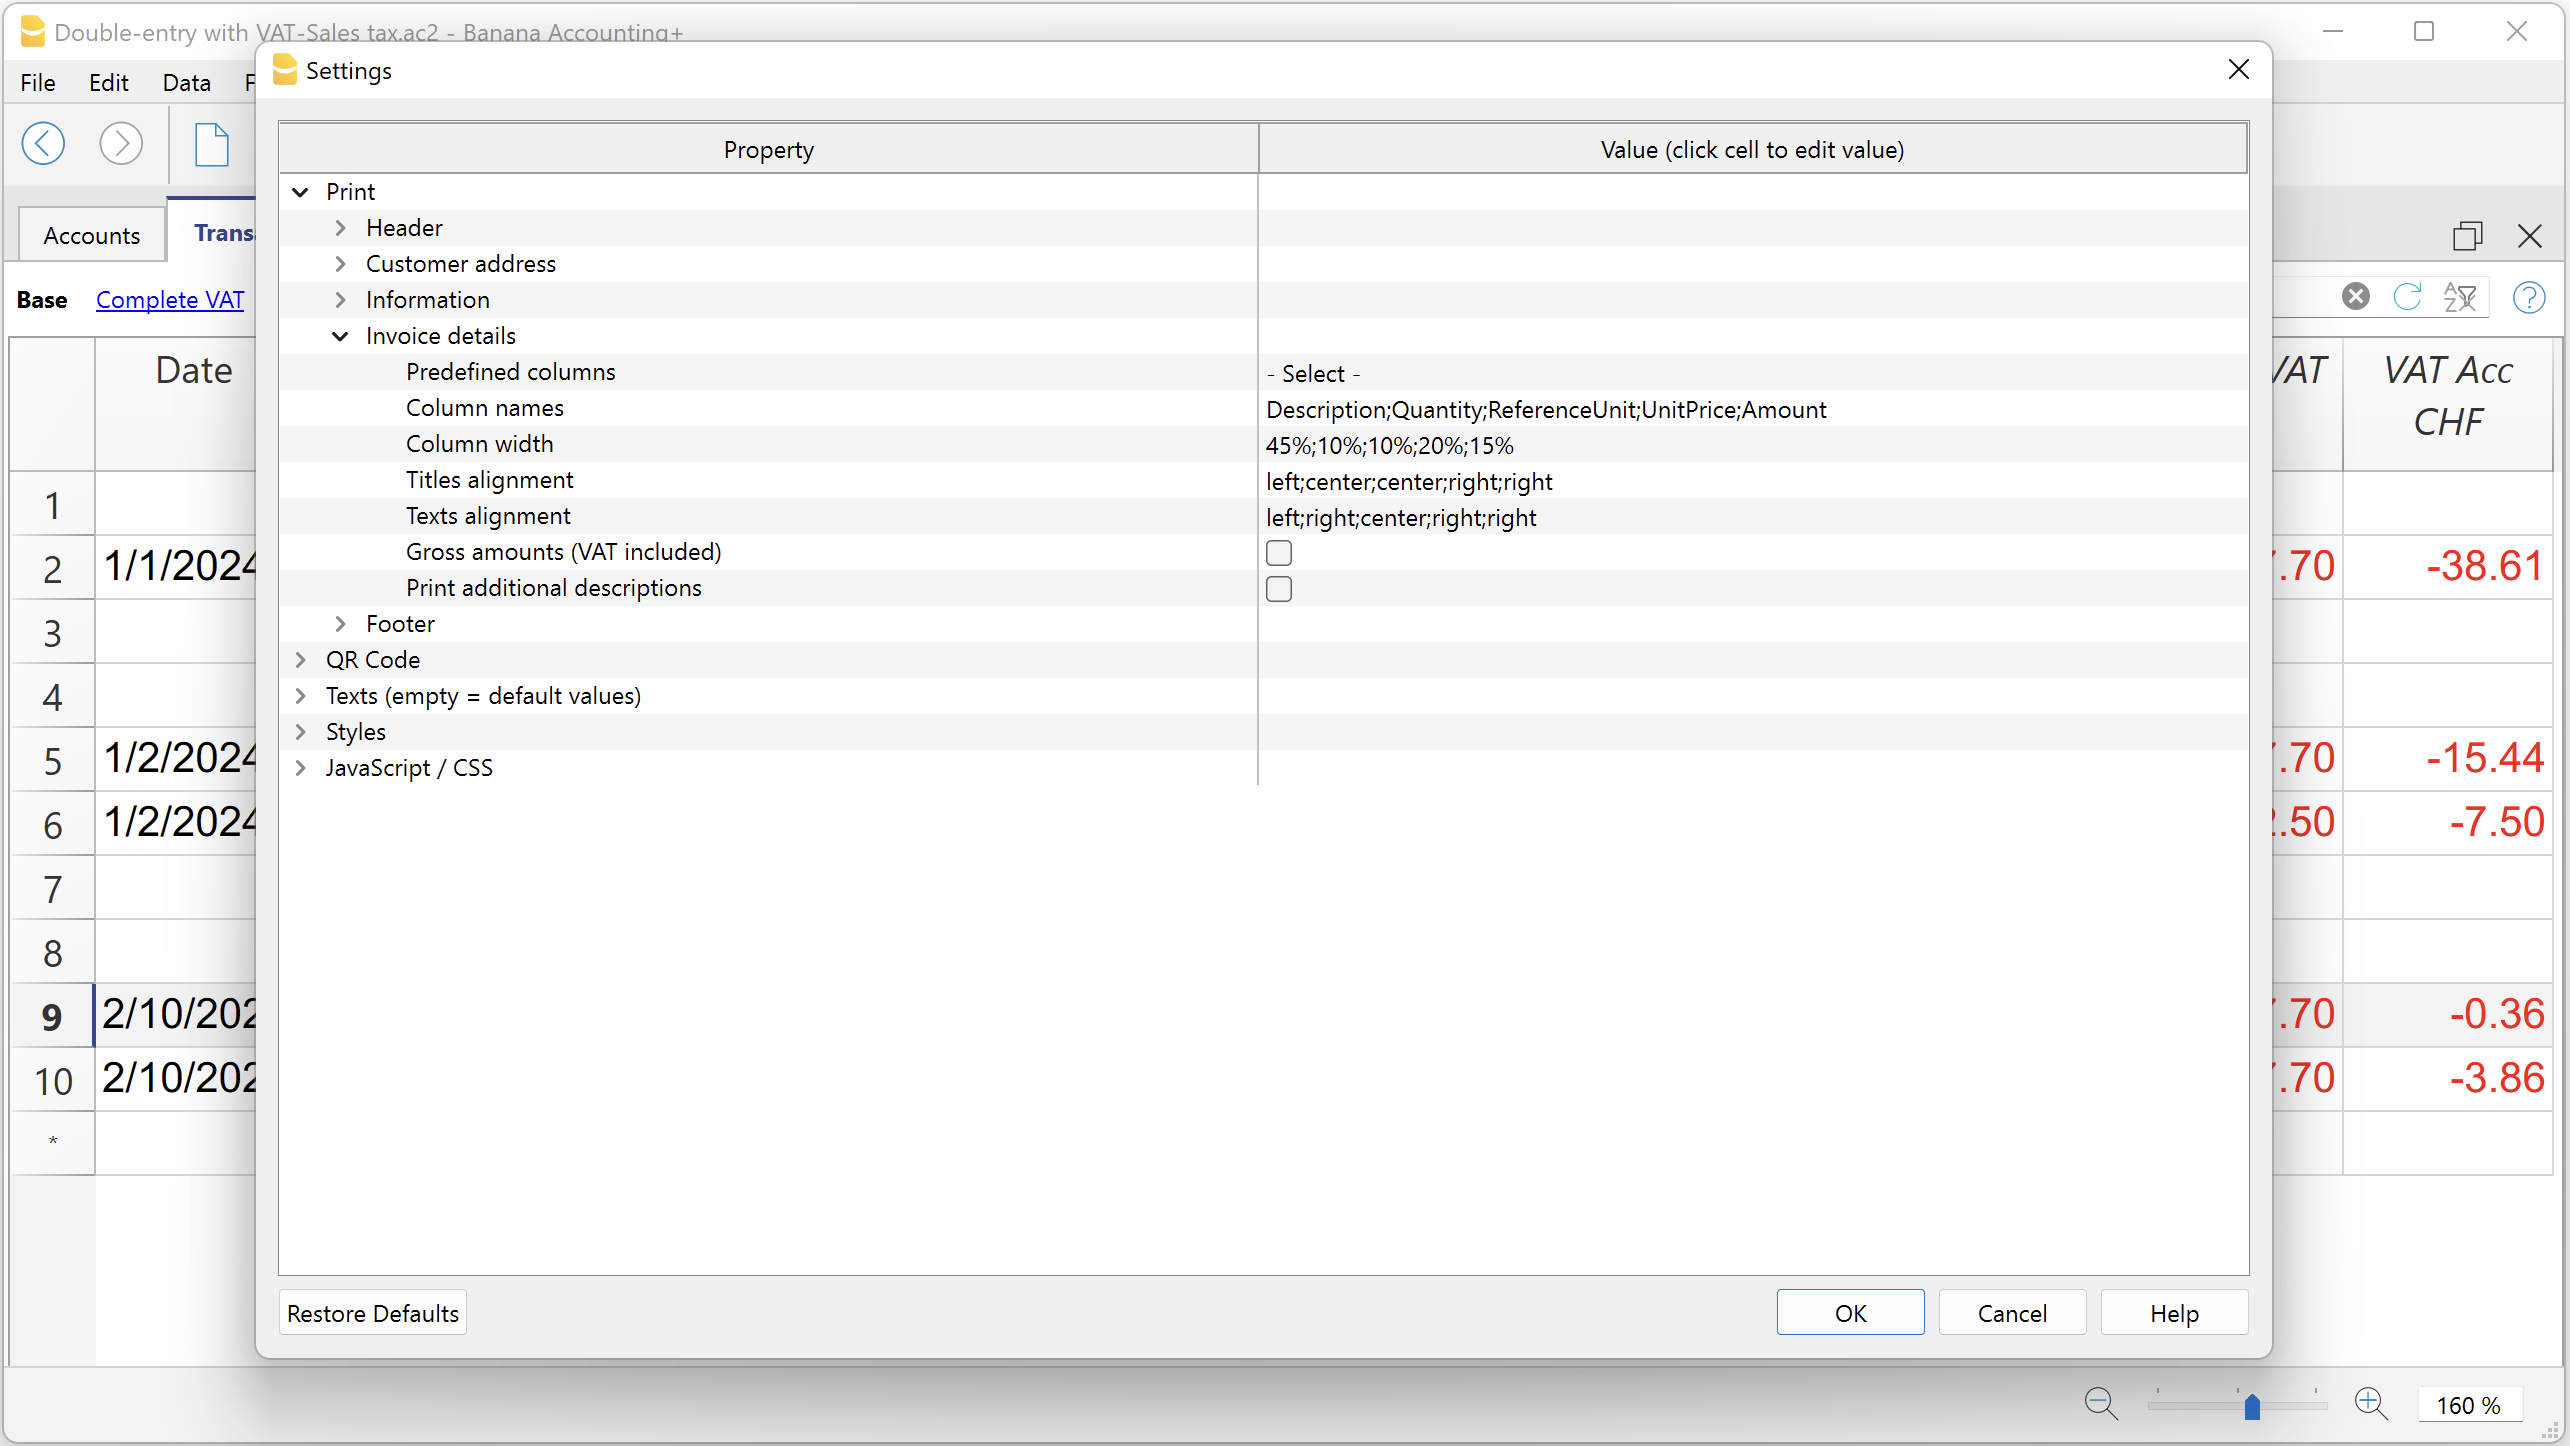 Double-entry with VAT-Sales tax.ac2 - Banana Accounting+
Settings
File Edit Data
Property Value (click cell to edit value)
Print
Header
Accounts
Customer address
Information
Base Complete VAT
Invoice details
Predefined columns - Select -
Column names Description;Quantity;ReferenceUnit;UnitPrice;Amount
Column width 45%;10%;10%;20%;15%
Titles alignment left;center;center;right;right
Texts alignment left;right;center;right;right
Gross amounts (VAT included)
Print additional descriptions
Footer
QR Code
Texts (empty = default values)
Styles
JavaScript / CSS
Date VAT VAT Acc
CHF
1
2 1/1/2024 .70 -38.61
3
4
5 1/2/2024 .70 -15.44
6 1/2/2024 .50 -7.50
7
8
9 2/10/202 .70 -0.36
10 2/10/202 .70 -3.86
*
Restore Defaults OK Cancel Help
160 %